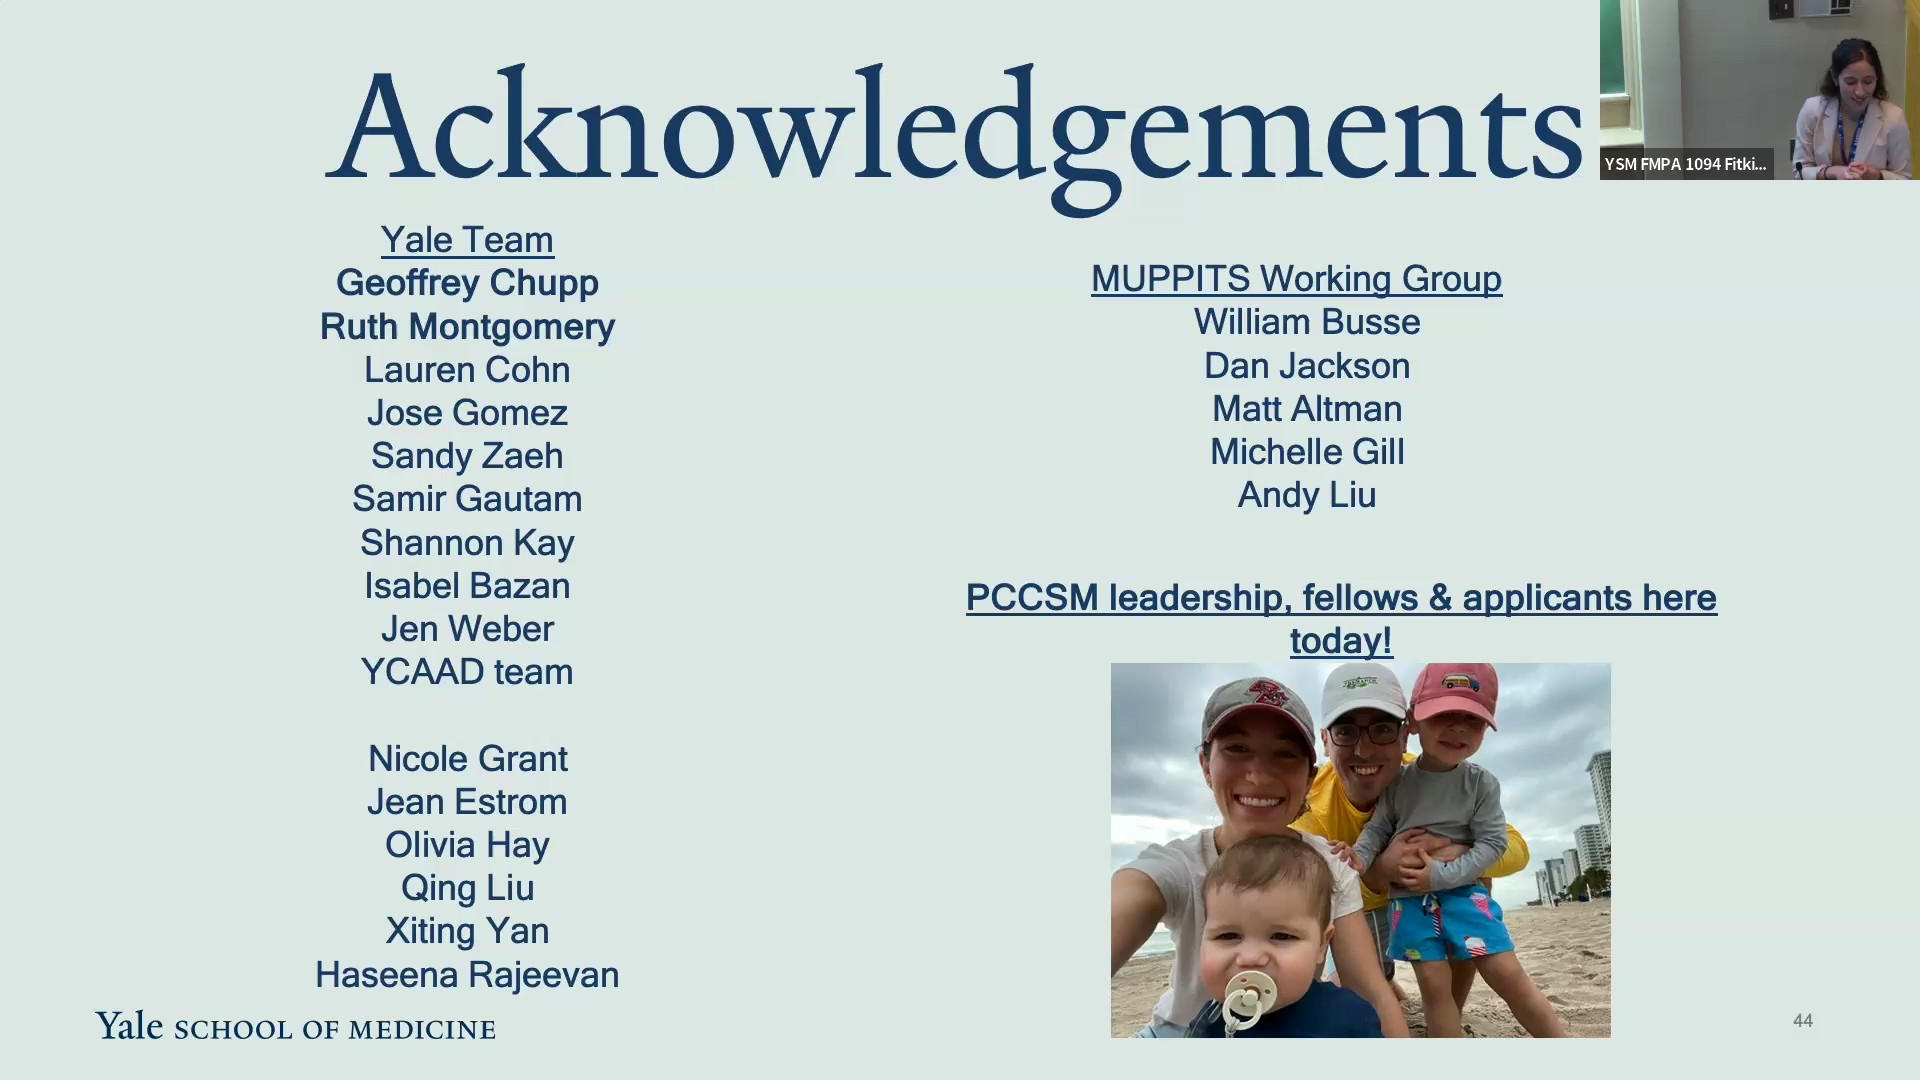 Acknowledgements
YSM FMPA 1094 Fitki...
Yale Team
Geoffrey Chupp
Ruth Montgomery
Lauren Cohn
Jose Gomez
Sandy Zaeh
Samir Gautam
Shannon Kay
Isabel Bazan
Jen Weber
YCAAD team
Nicole Grant
Jean Estrom
Olivia Hay
Qing Liu
Xiting Yan
Haseena Rajeevan
MUPPITS Working Group
William Busse
Dan Jackson
Matt Altman
Michelle Gill
Andy Liu
PCCSM leadership, fellows & applicants here
today!
Yale SCHOOL OF MEDICINE
44